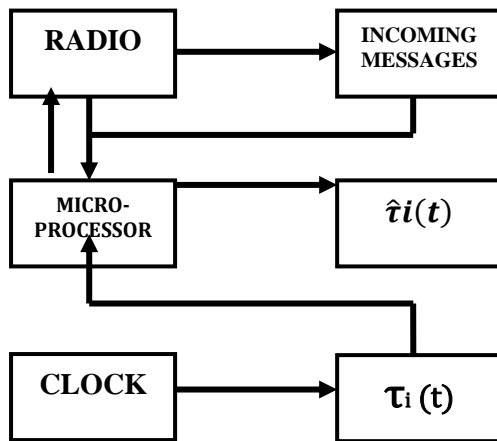 RADIO
INCOMING
MESSAGES
MICRO-
PROCESSOR
τ̂i(t)
CLOCK
τi (t)